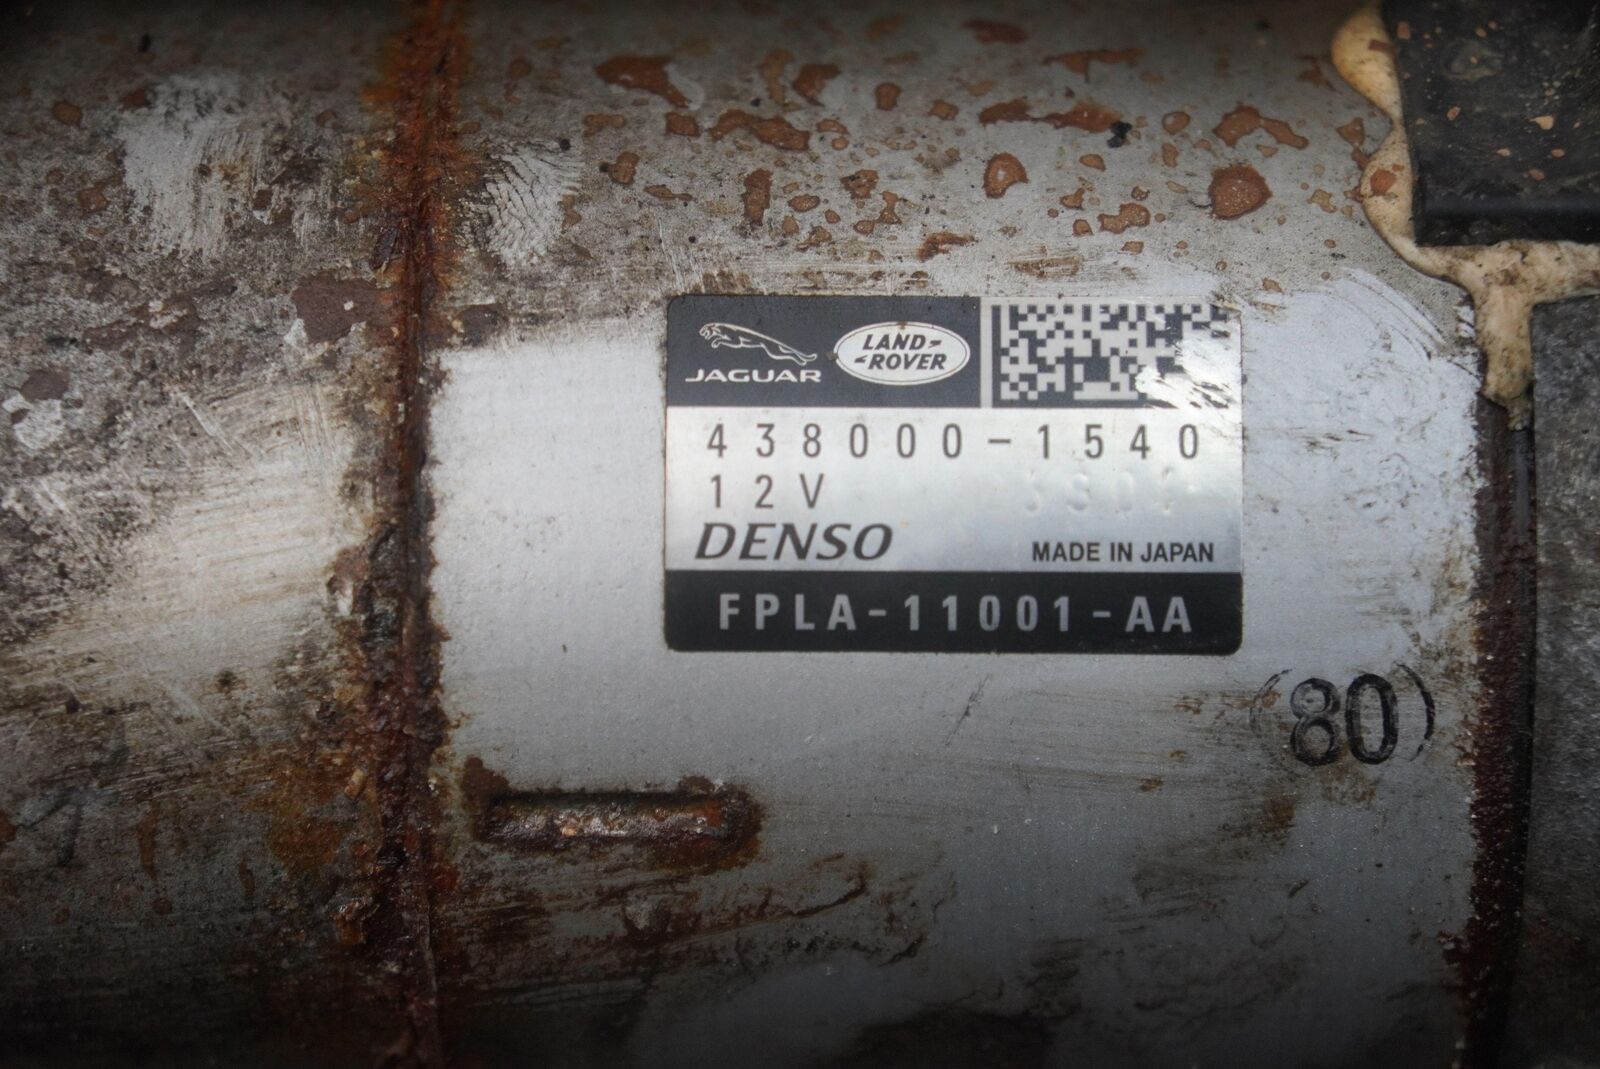 JAGUAR
LAND-
-ROVER
438000-1540
12V
DENSO
MADE IN JAPAN
FPLA-11001-AA
(80)